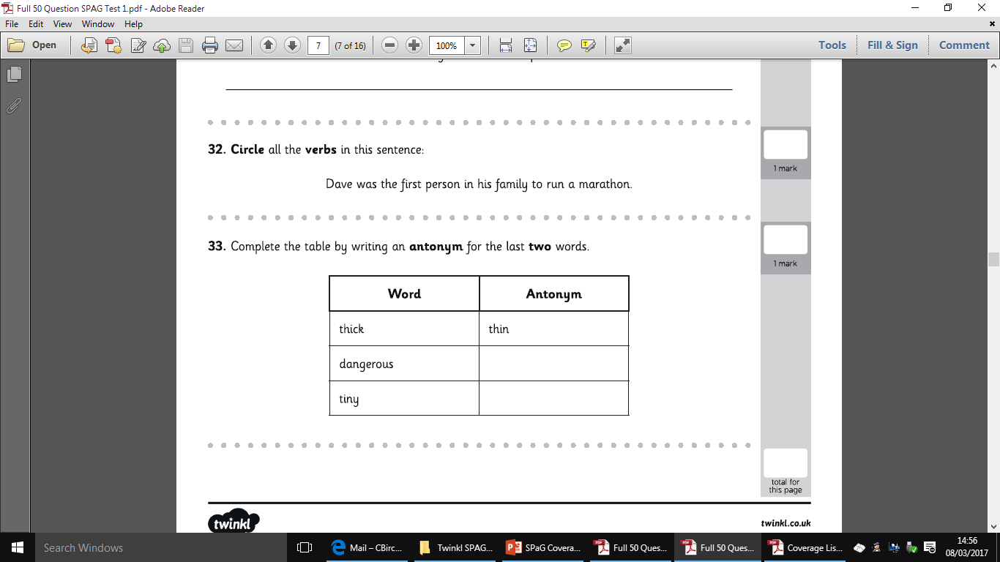 Full 50 Question SPAG Test 1.pdf - Adobe Reader
File Edit View Window Help
Open 7 (7 of 16) 100% Tools Fill & Sign Comment
32. Circle all the verbs in this sentence:
1 mark
Dave was the first person in his family to run a marathon.
33. Complete the table by writing an antonym for the last two words.
1 mark
Word Antonym
thick thin
dangerous
tiny
total for
this page
twinkl
twinkl.co.uk
Search Windows Mail – CBirc... Twinkl SPAG... SPaG Covera... Full 50 Ques... Full 50 Ques... Coverage Lis... 14:56
08/03/2017